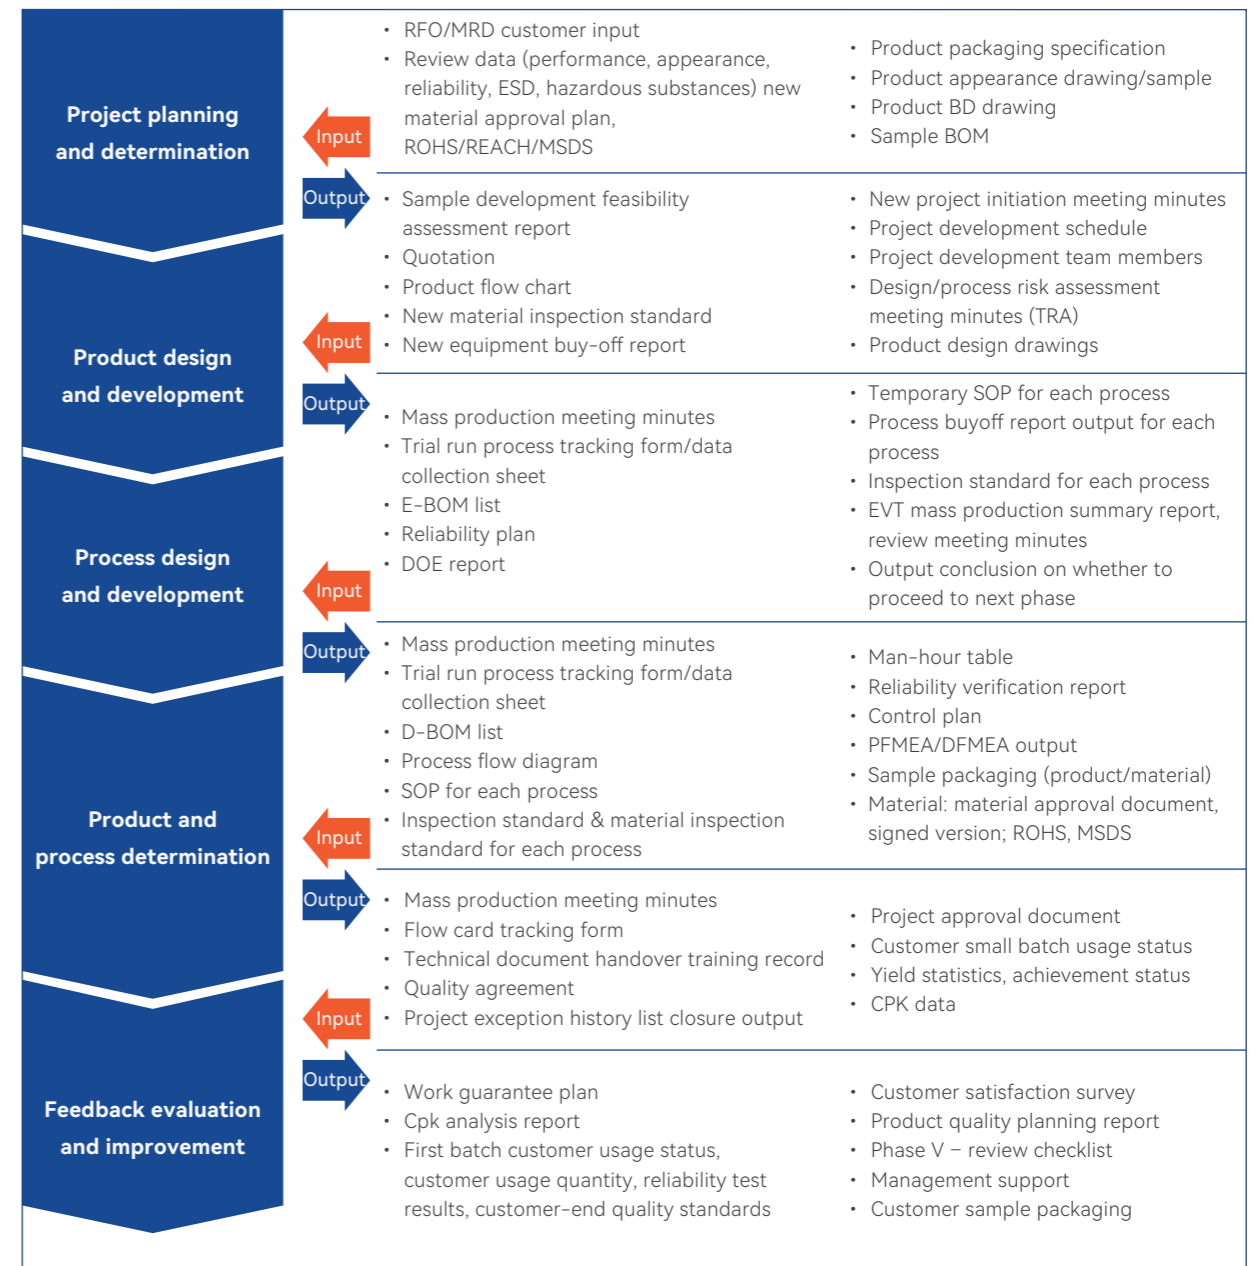 Project planning
and determination
Input
• RFO/MRD customer input
• Review data (performance, appearance,
reliability, ESD, hazardous substances) new
material approval plan,
ROHS/REACH/MSDS
• Product packaging specification
• Product appearance drawing/sample
• Product BD drawing
• Sample BOM
Output
• Sample development feasibility
assessment report
• Quotation
• Product flow chart
• New material inspection standard
• New equipment buy-off report
• New project initiation meeting minutes
• Project development schedule
• Project development team members
• Design/process risk assessment
meeting minutes (TRA)
• Product design drawings
Product design
and development
Input
Output
• Mass production meeting minutes
• Trial run process tracking form/data
collection sheet
• E-BOM list
• Reliability plan
• DOE report
• Temporary SOP for each process
• Process buyoff report output for each
process
• Inspection standard for each process
• EVT mass production summary report,
review meeting minutes
• Output conclusion on whether to
proceed to next phase
Process design
and development
Input
Output
• Mass production meeting minutes
• Trial run process tracking form/data
collection sheet
• D-BOM list
• Process flow diagram
• SOP for each process
• Inspection standard & material inspection
standard for each process
• Man-hour table
• Reliability verification report
• Control plan
• PFMEA/DFMEA output
• Sample packaging (product/material)
• Material: material approval document,
signed version; ROHS, MSDS
Product and
process determination
Input
Output
• Mass production meeting minutes
• Flow card tracking form
• Technical document handover training record
• Quality agreement
• Project exception history list closure output
• Project approval document
• Customer small batch usage status
• Yield statistics, achievement status
• CPK data
Feedback evaluation
and improvement
Input
Output
• Work guarantee plan
• Cpk analysis report
• First batch customer usage status,
customer usage quantity, reliability test
results, customer-end quality standards
• Customer satisfaction survey
• Product quality planning report
• Phase V – review checklist
• Management support
• Customer sample packaging